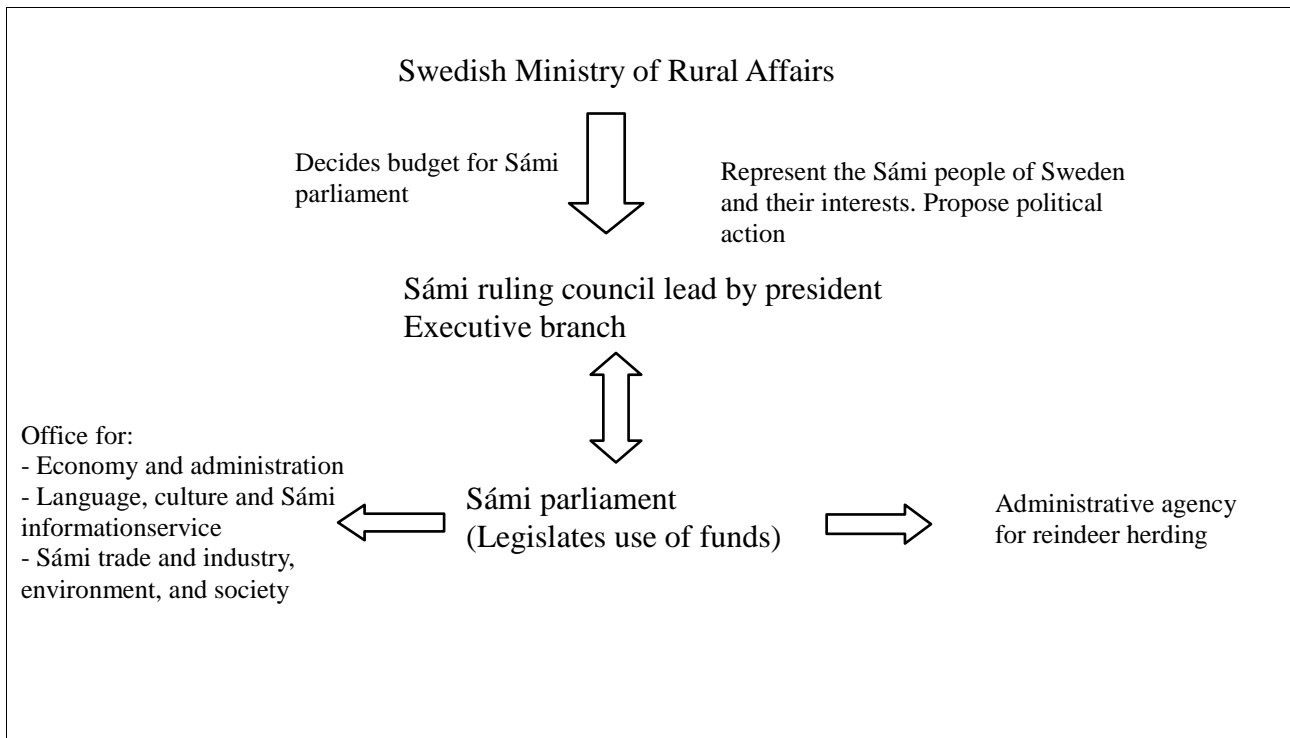 Swedish Ministry of Rural Affairs
Decides budget for Sámi
parliament
Represent the Sámi people of Sweden
and their interests. Propose political
action
Sámi ruling council lead by president
Executive branch
Office for:
- Economy and administration
- Language, culture and Sámi
informationservice
- Sámi trade and industry,
environment, and society
Sámi parliament
(Legislates use of funds)
Administrative agency
for reindeer herding